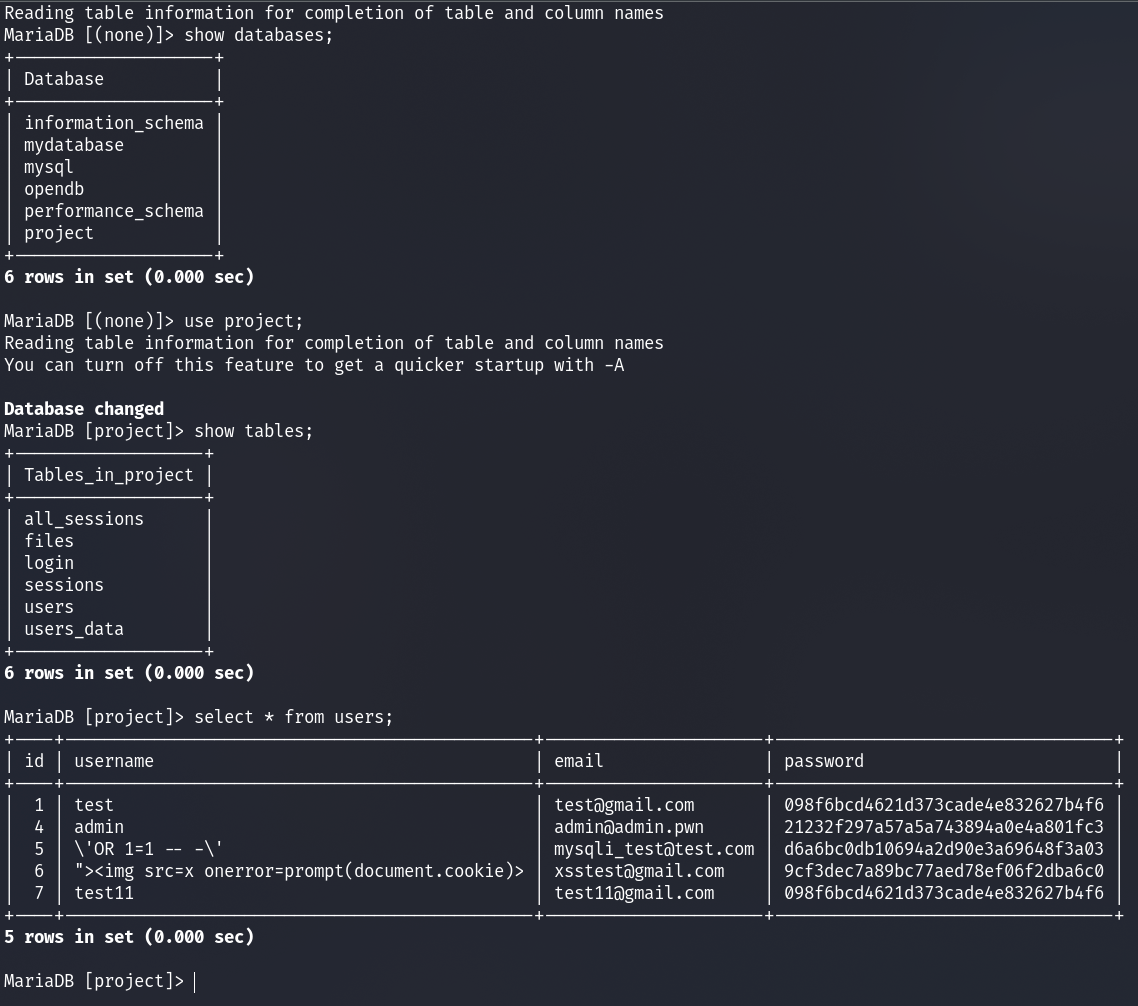 Reading table information for completion of table and column names
MariaDB [(none)]> show databases;
+--------------------+
| Database           |
+--------------------+
| information_schema |
| mydatabase         |
| mysql              |
| opendb             |
| performance_schema |
| project            |
+--------------------+
6 rows in set (0.000 sec)
MariaDB [(none)]> use project;
Reading table information for completion of table and column names
You can turn off this feature to get a quicker startup with -A
Database changed
MariaDB [project]> show tables;
+-------------------+
| Tables_in_project |
+-------------------+
| all_sessions      |
| files             |
| login             |
| sessions          |
| users             |
| users_data        |
+-------------------+
6 rows in set (0.000 sec)
MariaDB [project]> select * from users;
+----+-----------------------------------------------+----------------------+----------------------------------+
| id | username                                      | email                | password                         |
+----+-----------------------------------------------+----------------------+----------------------------------+
|  1 | test                                          | test@gmail.com       | 098f6bcd4621d373cade4e832627b4f6 |
|  4 | admin                                         | admin@admin.pwn      | 21232f297a57a5a743894a0e4a801fc3 |
|  5 | \'OR 1=1 -- -\'                               | mysqli_test@test.com | d6a6bc0db10694a2d90e3a69648f3a03 |
|  6 | "><img src=x onerror=prompt(document.cookie)> | xsstest@gmail.com    | 9cf3dec7a89bc77aed78ef06f2dba6c0 |
|  7 | test11                                        | test11@gmail.com     | 098f6bcd4621d373cade4e832627b4f6 |
+----+-----------------------------------------------+----------------------+----------------------------------+
5 rows in set (0.000 sec)
MariaDB [project]>